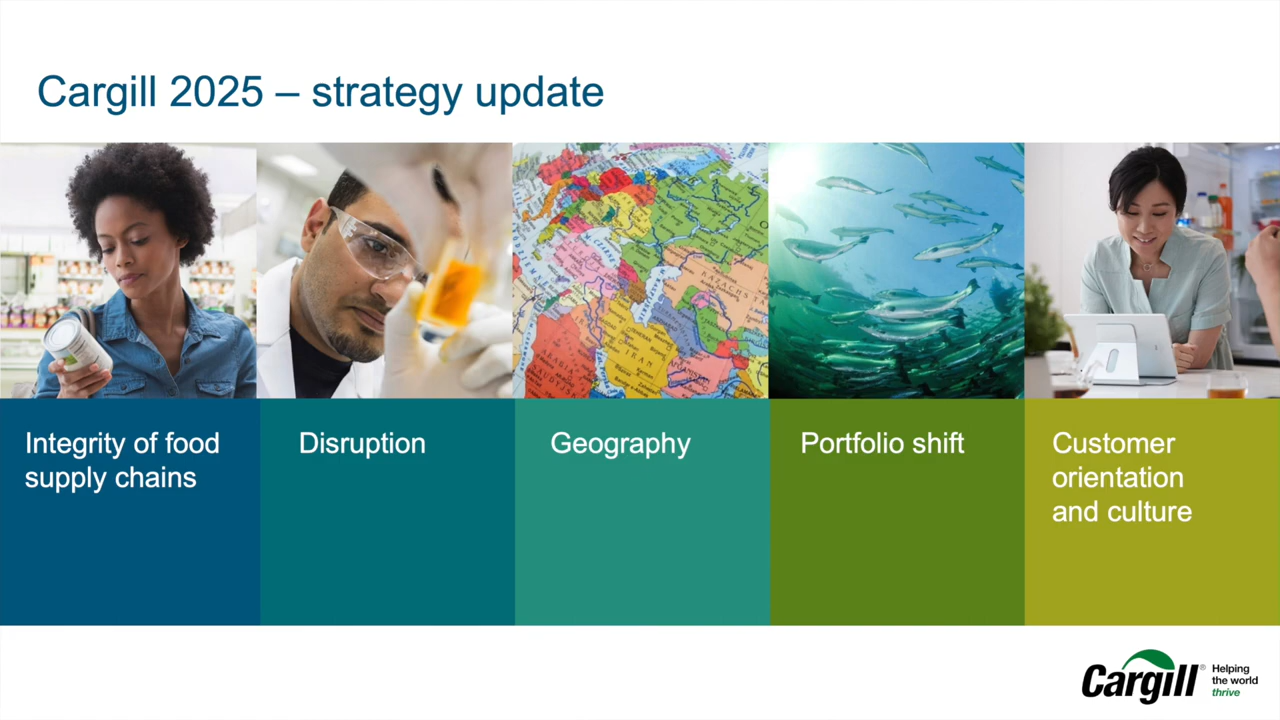 Cargill 2025 – strategy update
IRAN
Integrity of food
supply chains
Disruption
Geography
Portfolio shift
Customer
orientation
and culture
Cargill®
Helping
the world
thrive